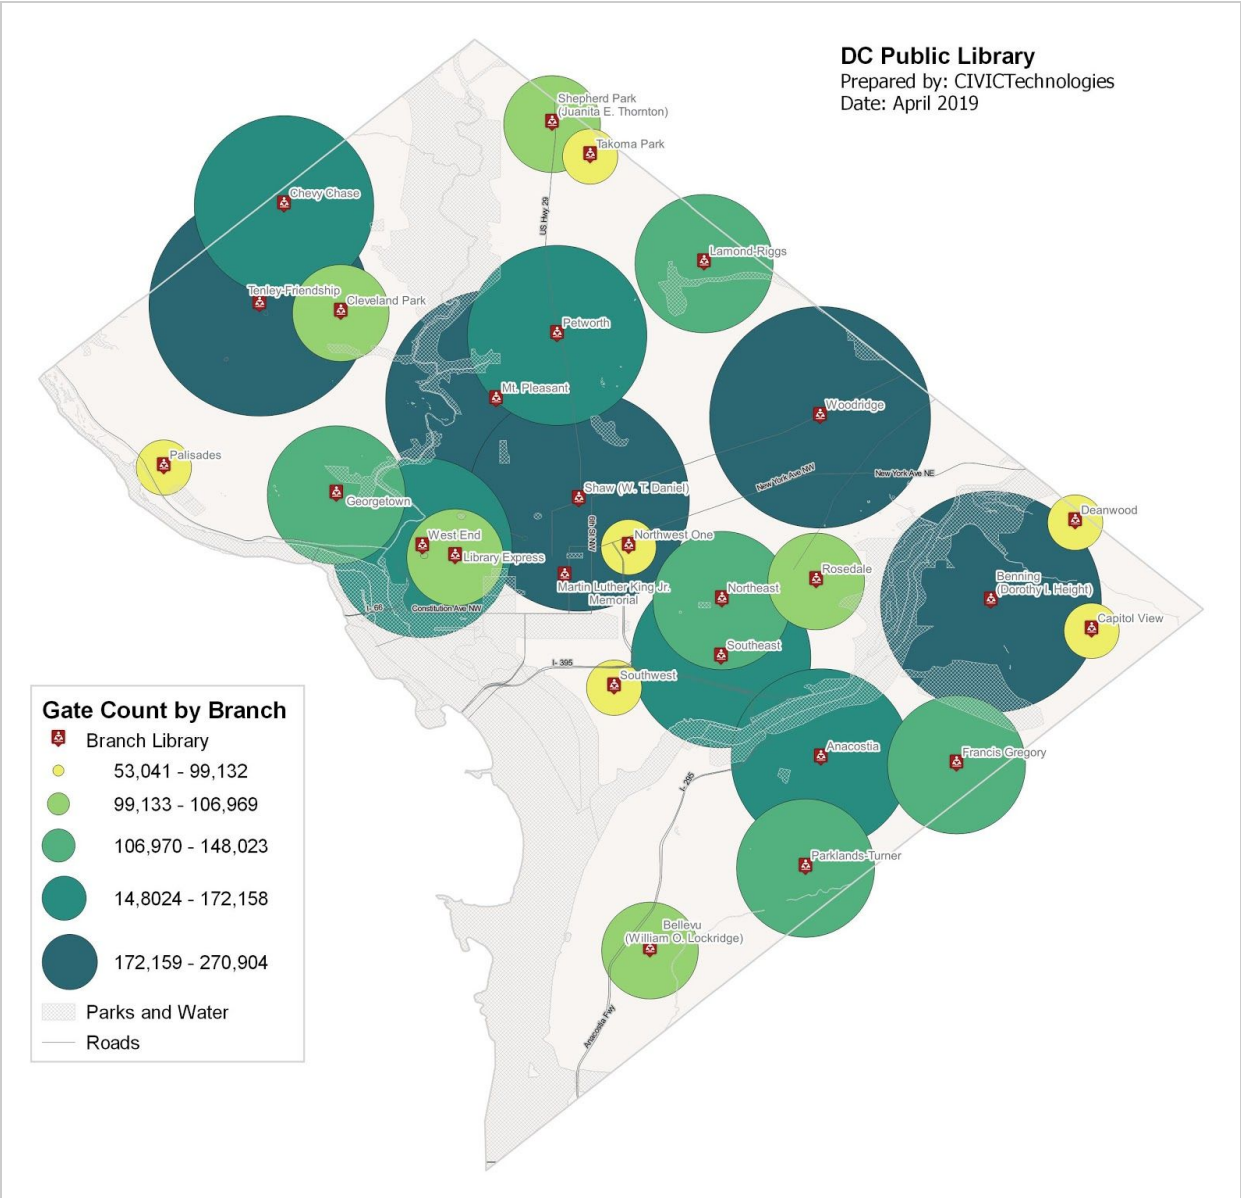 DC Public Library
Prepared by: CIVICTechnologies
Date: April 2019
Shepherd Park
(Juanita E. Thornton)
Takoma Park
Chevy Chase
US Hwy 29
Lamond-Riggs
Tenley-Friendship
Cleveland Park
Petworth
Mt. Pleasant
Woodridge
Palisades
Georgetown
Shaw (W. T. Daniel)
New York Ave NW
New York Ave NE
Deanwood
West End
Library Express
Northwest One
Martin Luther King Jr.
Memorial
Northeast
Rosedale
Benning
(Dorothy I. Height)
Capitol View
I- 66
Constitution Ave NW
Southeast
I- 395
Southwest
Anacostia
Francis Gregory
I- 295
Parklands-Turner
Bellevu
(William O. Lockridge)
Anacostia Fwy
Gate Count by Branch
Branch Library
53,041 - 99,132
99,133 - 106,969
106,970 - 148,023
14,8024 - 172,158
172,159 - 270,904
Parks and Water
Roads